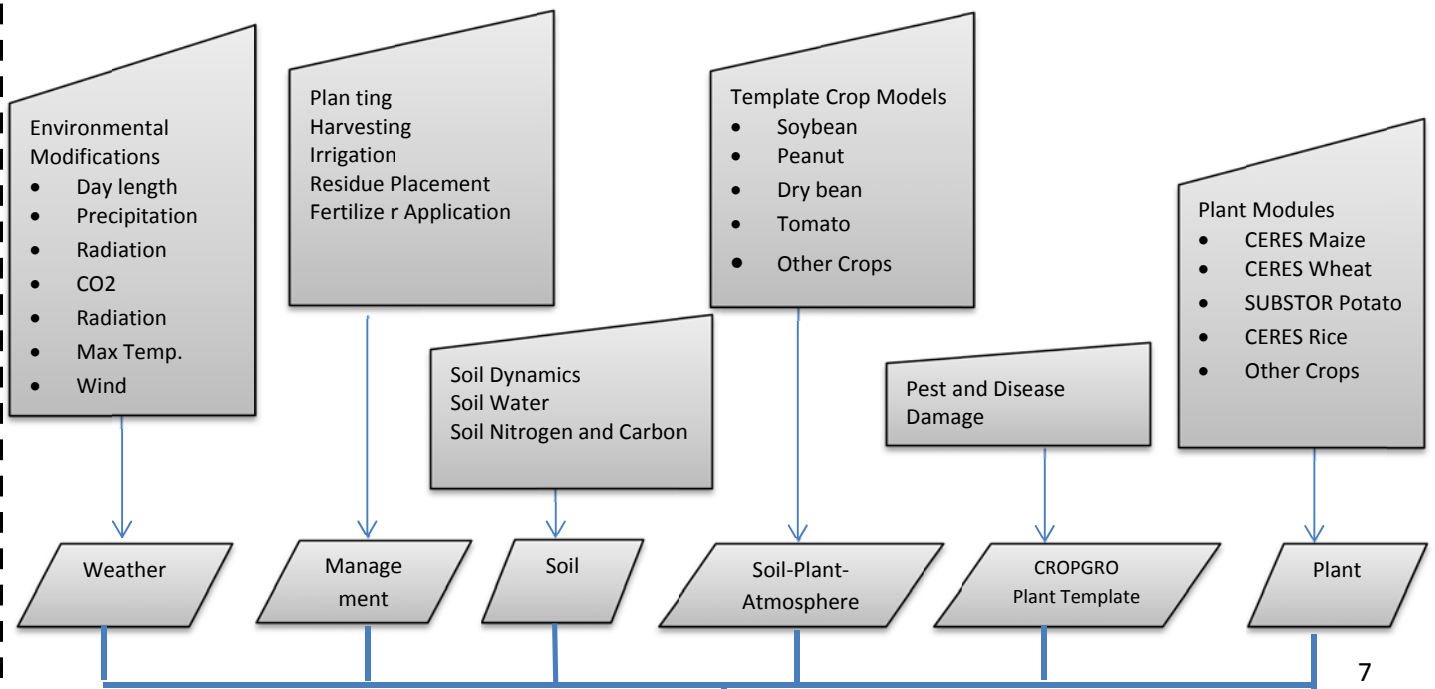 Environmental
Modifications
• Day length
• Precipitation
• Radiation
• CO2
• Radiation
• Max Temp.
• Wind
Plan ting
Harvesting
Irrigation
Residue Placement
Fertilize r Application
Soil Dynamics
Soil Water
Soil Nitrogen and Carbon
Template Crop Models
• Soybean
• Peanut
• Dry bean
• Tomato
• Other Crops
Pest and Disease
Damage
Plant Modules
• CERES Maize
• CERES Wheat
• SUBSTOR Potato
• CERES Rice
• Other Crops
Weather
Manage
ment
Soil
Soil-Plant-
Atmosphere
CROPGRO
Plant Template
Plant
7